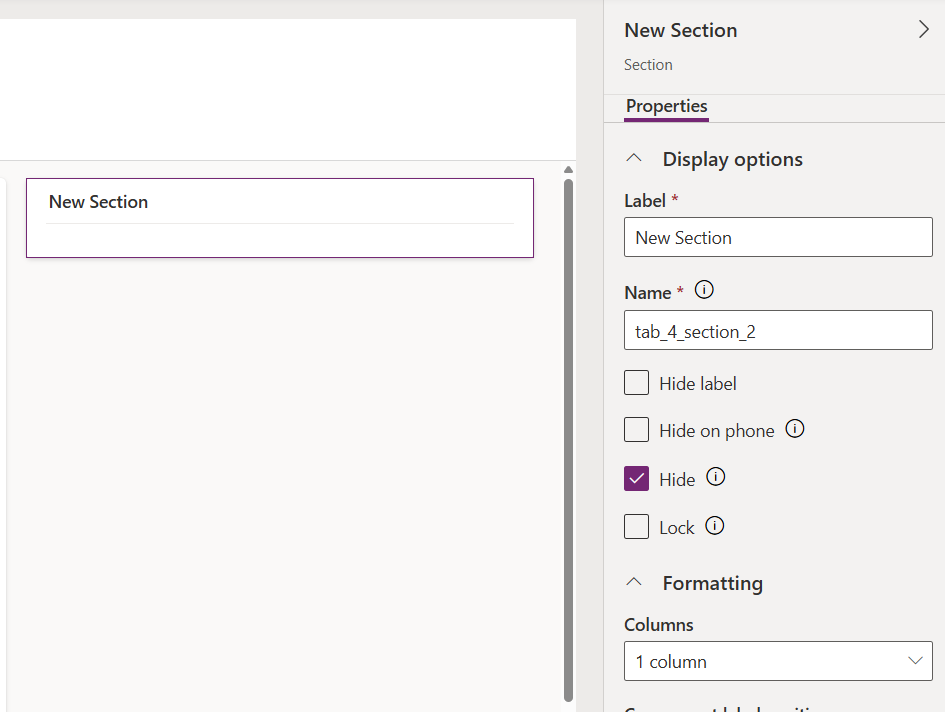 New Section
New Section
Section
Properties
Display options
Label *
New Section
Name *
tab_4_section_2
Hide label
Hide on phone
Hide
Lock
Formatting
Columns
1 column